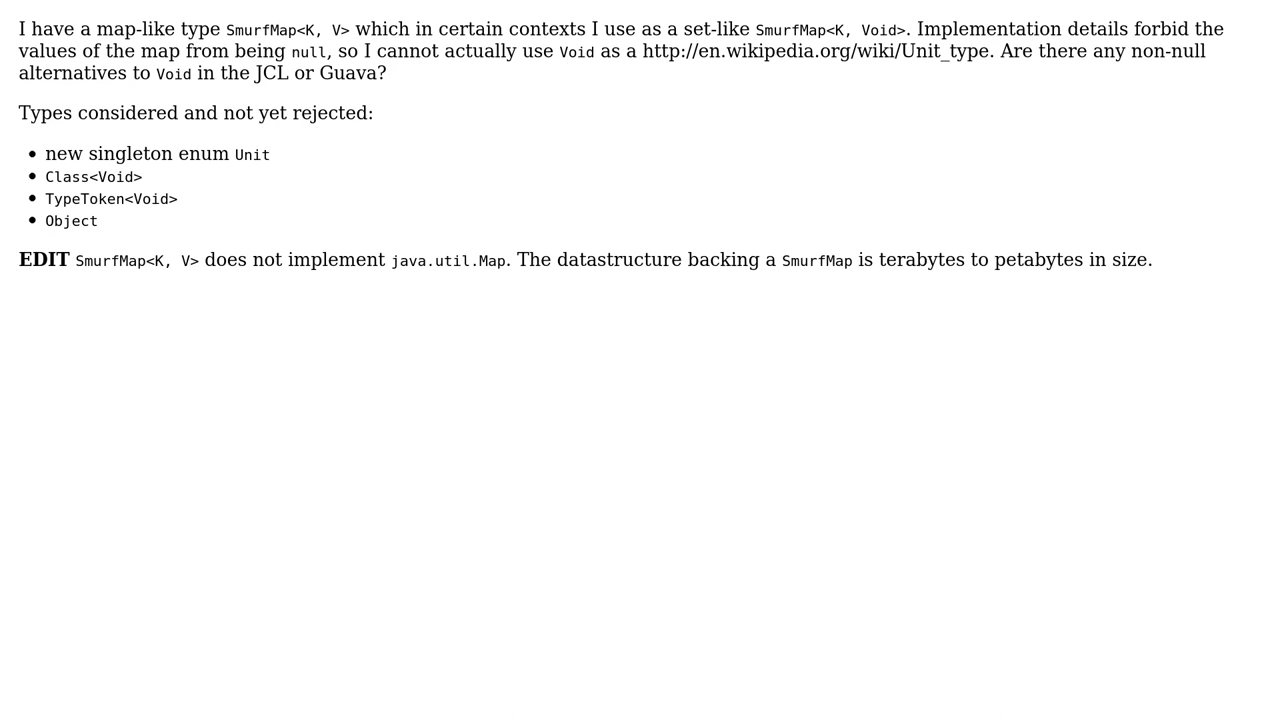 I have a map-like type SmurfMap<K, V> which in certain contexts I use as a set-like SmurfMap<K, Void>. Implementation details forbid the
values of the map from being null, so I cannot actually use Void as a http://en.wikipedia.org/wiki/Unit_type. Are there any non-null
alternatives to Void in the JCL or Guava?
Types considered and not yet rejected:
• new singleton enum Unit
• Class<Void>
• TypeToken<Void>
• Object
EDIT SmurfMap<K, V> does not implement java.util.Map. The datastructure backing a SmurfMap is terabytes to petabytes in size.